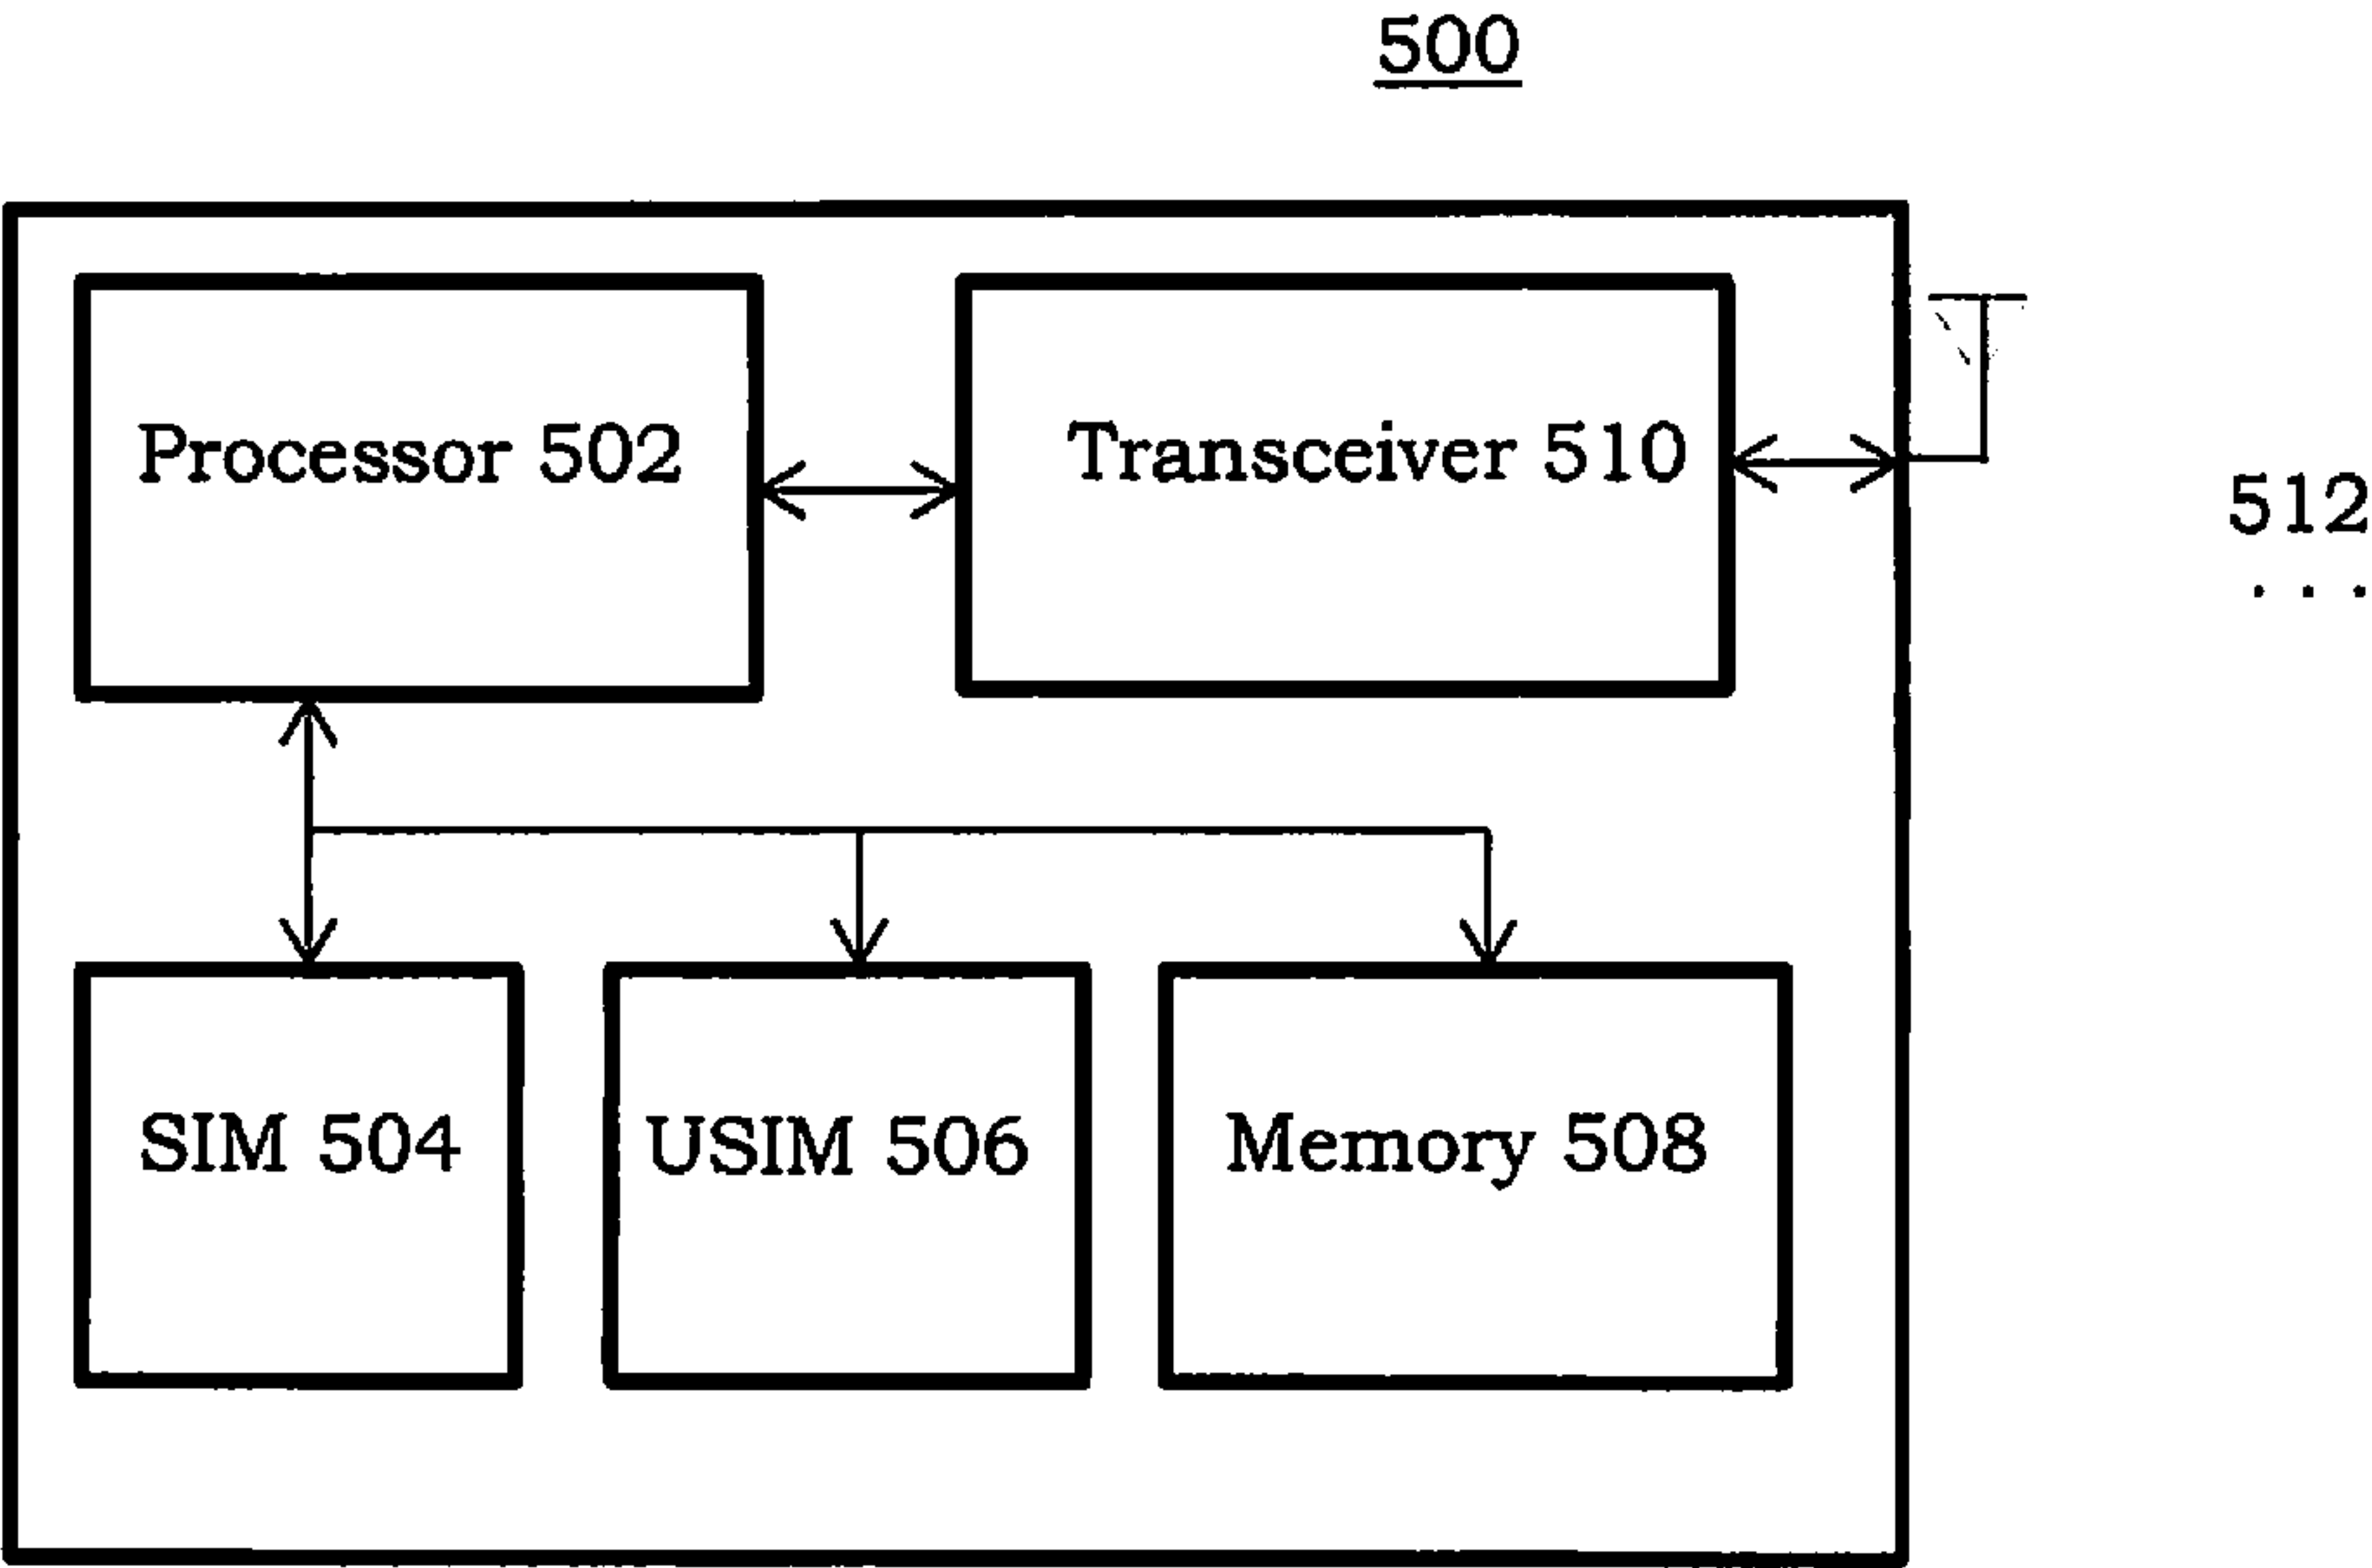 500
Processor 502
Transceiver 510
512
...
SIM 504
USIM 506
Memory 508